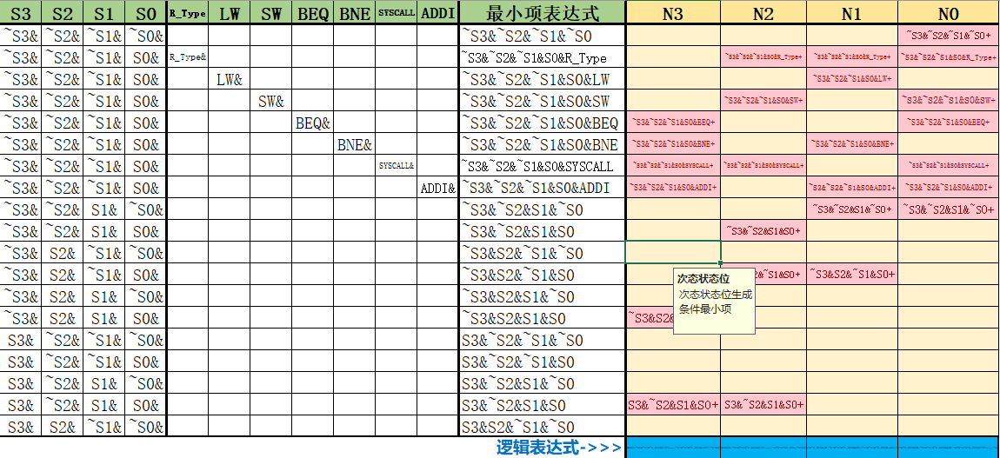 S3 S2 S1 S0 R_Type LW SW BEQ BNE SYSCALL ADDI 最小项表达式 N3 N2 N1 N0
~S3& ~S2& ~S1& ~S0& ~S3&~S2&~S1&~S0 ~S3&~S2&~S1&~S0+
~S3& ~S2& ~S1& S0& R_Type& ~S3&~S2&~S1&S0&R_Type ~S3&~S2&~S1&S0&R_Type+ ~S3&~S2&~S1&S0&R_Type+ ~S3&~S2&~S1&S0&R_Type+
~S3& ~S2& ~S1& S0& LW& ~S3&~S2&~S1&S0&LW ~S3&~S2&~S1&S0&LW+
~S3& ~S2& ~S1& S0& SW& ~S3&~S2&~S1&S0&SW ~S3&~S2&~S1&S0&SW+ ~S3&~S2&~S1&S0&SW+
~S3& ~S2& ~S1& S0& BEQ& ~S3&~S2&~S1&S0&BEQ ~S3&~S2&~S1&S0&BEQ+ ~S3&~S2&~S1&S0&BEQ+
~S3& ~S2& ~S1& S0& BNE& ~S3&~S2&~S1&S0&BNE ~S3&~S2&~S1&S0&BNE+ ~S3&~S2&~S1&S0&BNE+
~S3& ~S2& ~S1& S0& SYSCALL& ~S3&~S2&~S1&S0&SYSCALL ~S3&~S2&~S1&S0&SYSCALL+ ~S3&~S2&~S1&S0&SYSCALL+ ~S3&~S2&~S1&S0&SYSCALL+
~S3& ~S2& ~S1& S0& ADDI& ~S3&~S2&~S1&S0&ADDI ~S3&~S2&~S1&S0&ADDI+ ~S3&~S2&~S1&S0&ADDI+ ~S3&~S2&~S1&S0&ADDI+
~S3& ~S2& S1& ~S0& ~S3&~S2&S1&~S0 ~S3&~S2&S1&~S0+ ~S3&~S2&S1&~S0+
~S3& ~S2& S1& S0& ~S3&~S2&S1&S0 ~S3&~S2&S1&S0+
~S3& S2& ~S1& ~S0& ~S3&S2&~S1&~S0
~S3& S2& ~S1& S0& ~S3&S2&~S1&S0 2&~S1&S0+ ~S3&S2&~S1&S0+
~S3& S2& S1& ~S0& ~S3&S2&S1&~S0
~S3& S2& S1& S0& ~S3&S2&S1&S0 ~S3&S2&
S3& ~S2& ~S1& ~S0& S3&~S2&~S1&~S0
S3& ~S2& ~S1& S0& S3&~S2&~S1&S0
S3& ~S2& S1& ~S0& S3&~S2&S1&~S0
S3& ~S2& S1& S0& S3&~S2&S1&S0 S3&~S2&S1&S0+ S3&~S2&S1&S0+
S3& S2& ~S1& ~S0& S3&S2&~S1&~S0
次态状态位
次态状态位生成
条件最小项
逻辑表达式->>>>